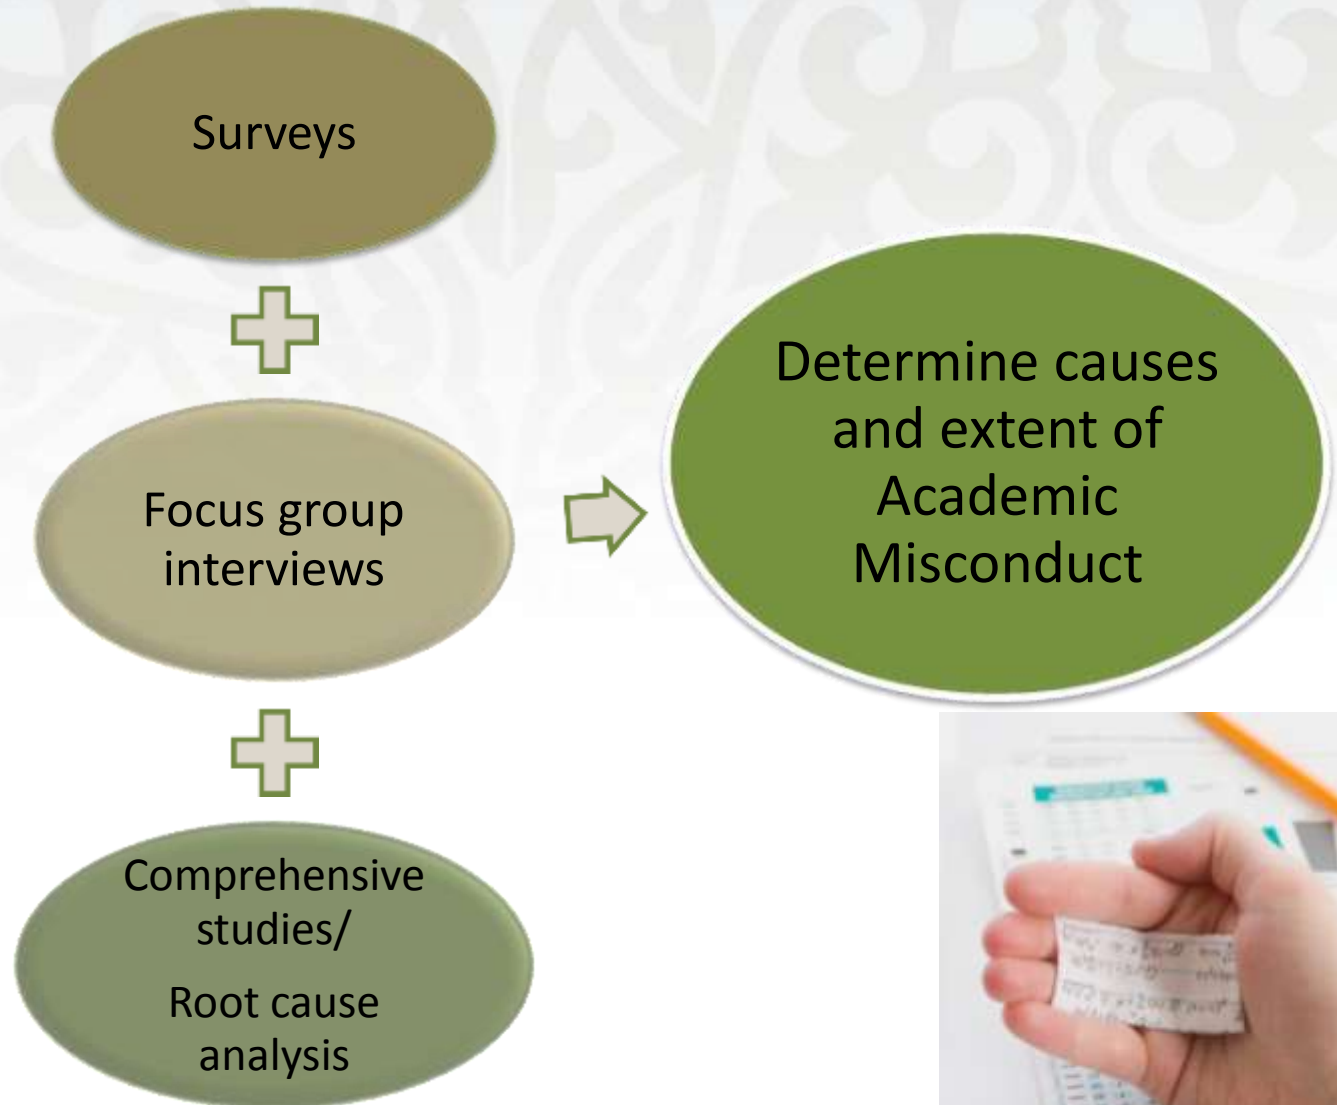 Surveys
Focus group
interviews
Comprehensive
studies/
Root cause
analysis
Determine causes
and extent of
Academic
Misconduct